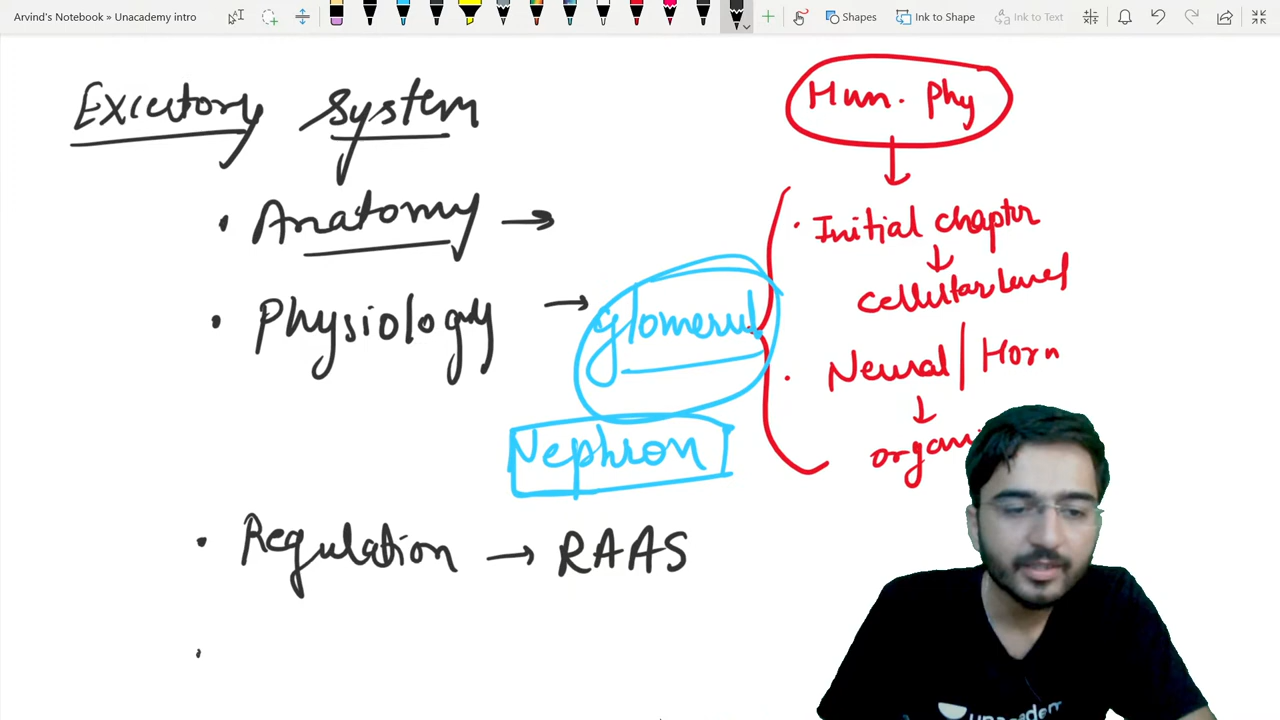 Arvind's Notebook » Unacademy intro
Shapes
Ink to Shape
Ink to Text
Excretory System
• Anatomy →
• Physiology → glomerul
Nephron
• Regulation → RAAS
•
Hum. Phy
↓
• Initial chapter
↓
cellular level
• Neural / Horm
↓
unacadem